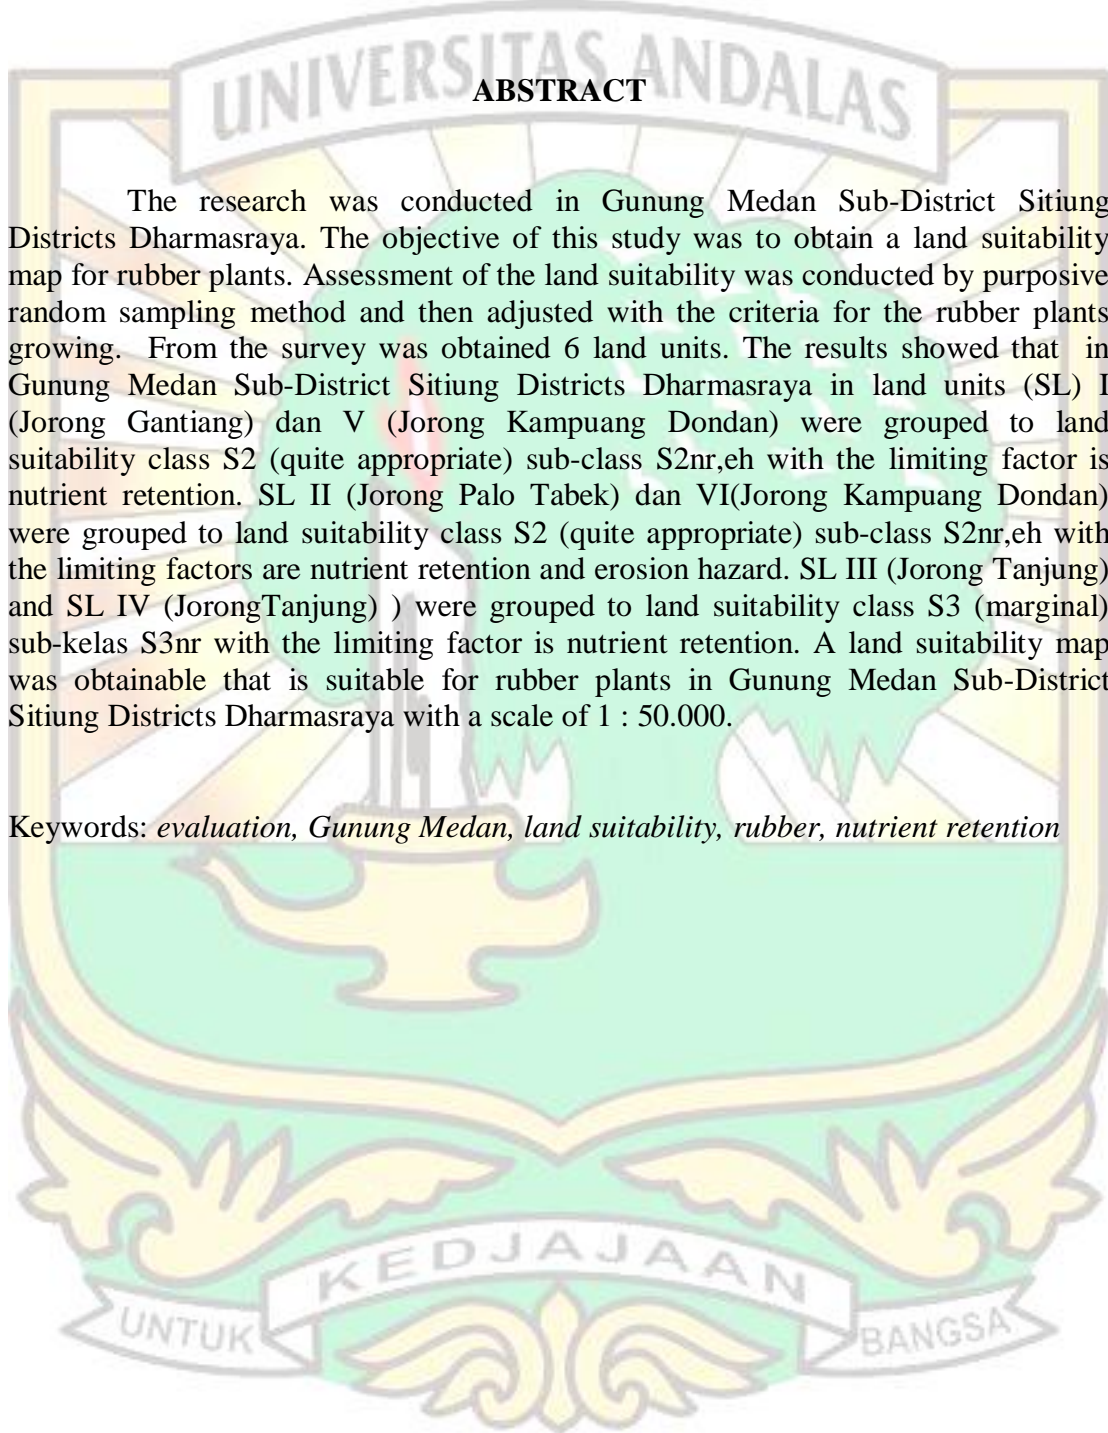 UNIVERSITAS ANDALAS
ABSTRACT
The research was conducted in Gunung Medan Sub-District Sitiung
Districts Dharmasraya. The objective of this study was to obtain a land suitability
map for rubber plants. Assessment of the land suitability was conducted by purposive
random sampling method and then adjusted with the criteria for the rubber plants
growing. From the survey was obtained 6 land units. The results showed that in
Gunung Medan Sub-District Sitiung Districts Dharmasraya in land units (SL) I
(Jorong Gantiang) dan V (Jorong Kampuang Dondan) were grouped to land
suitability class S2 (quite appropriate) sub-class S2nr,eh with the limiting factor is
nutrient retention. SL II (Jorong Palo Tabek) dan VI(Jorong Kampuang Dondan)
were grouped to land suitability class S2 (quite appropriate) sub-class S2nr,eh with
the limiting factors are nutrient retention and erosion hazard. SL III (Jorong Tanjung)
and SL IV (JorongTanjung) ) were grouped to land suitability class S3 (marginal)
sub-kelas S3nr with the limiting factor is nutrient retention. A land suitability map
was obtainable that is suitable for rubber plants in Gunung Medan Sub-District
Sitiung Districts Dharmasraya with a scale of 1 : 50.000.
Keywords: evaluation, Gunung Medan, land suitability, rubber, nutrient retention
UNTUK KEDJAJAAN BANGSA